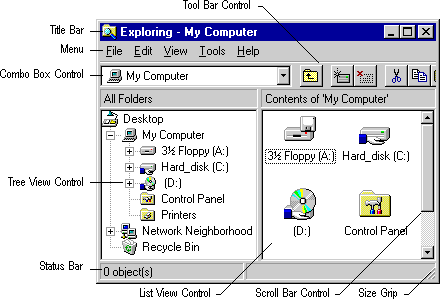 Tool Bar Control
Title Bar
Exploring - My Computer
Menu
File Edit View Tools Help
Combo Box Control
My Computer
All Folders
Contents of 'My Computer'
Desktop
My Computer
3½ Floppy (A:)
Hard_disk (C:)
Tree View Control
(D:)
Control Panel
Printers
Network Neighborhood
Recycle Bin
3½ Floppy (A:)
Hard_disk (C:)
(D:)
Control Panel
Status Bar
0 object(s)
List View Control
Scroll Bar Control
Size Grip